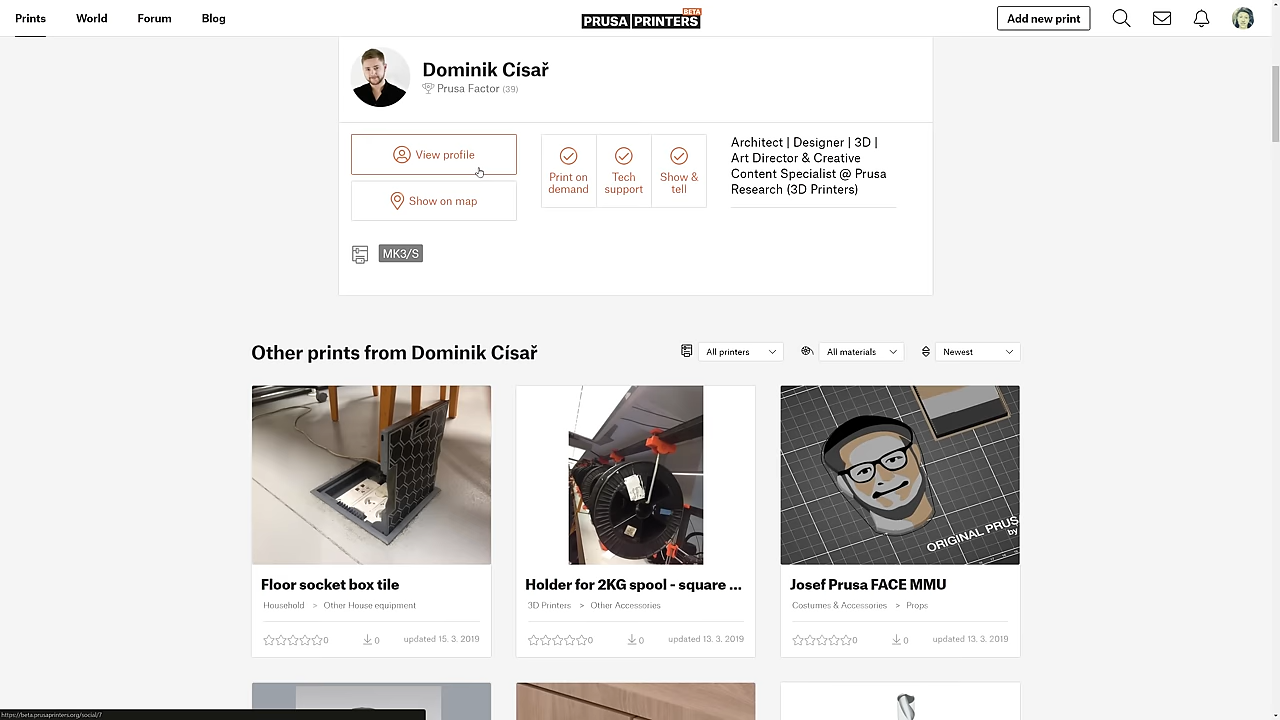 Prints
World
Forum
Blog
PRUSA PRINTERS
BETA
Add new print
Dominik Císař
Prusa Factor (39)
View profile
Show on map
Print on
demand
Tech
support
Show &
tell
Architect | Designer | 3D |
Art Director & Creative
Content Specialist @ Prusa
Research (3D Printers)
MK3/S
Other prints from Dominik Císař
All printers
All materials
Newest
ORIGINAL PRUS
by
Floor socket box tile
Household > Other House equipment
0
0
updated 15. 3. 2019
Holder for 2KG spool - square ...
3D Printers > Other Accessories
0
0
updated 13. 3. 2019
Josef Prusa FACE MMU
Costumes & Accessories > Props
0
0
updated 13. 3. 2019
https://beta.prusaprinters.org/social/7